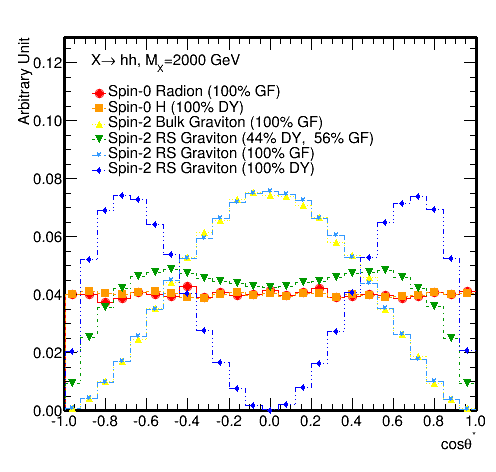 Arbitrary Unit
X→ hh, M_X=2000 GeV
Spin-0 Radion (100% GF)
Spin-0 H (100% DY)
Spin-2 Bulk Graviton (100% GF)
Spin-2 RS Graviton (44% DY, 56% GF)
Spin-2 RS Graviton (100% GF)
Spin-2 RS Graviton (100% DY)
0.12
0.10
0.08
0.06
0.04
0.02
0.00
-1.0 -0.8 -0.6 -0.4 -0.2 0.0 0.2 0.4 0.6 0.8 1.0
cosθ*